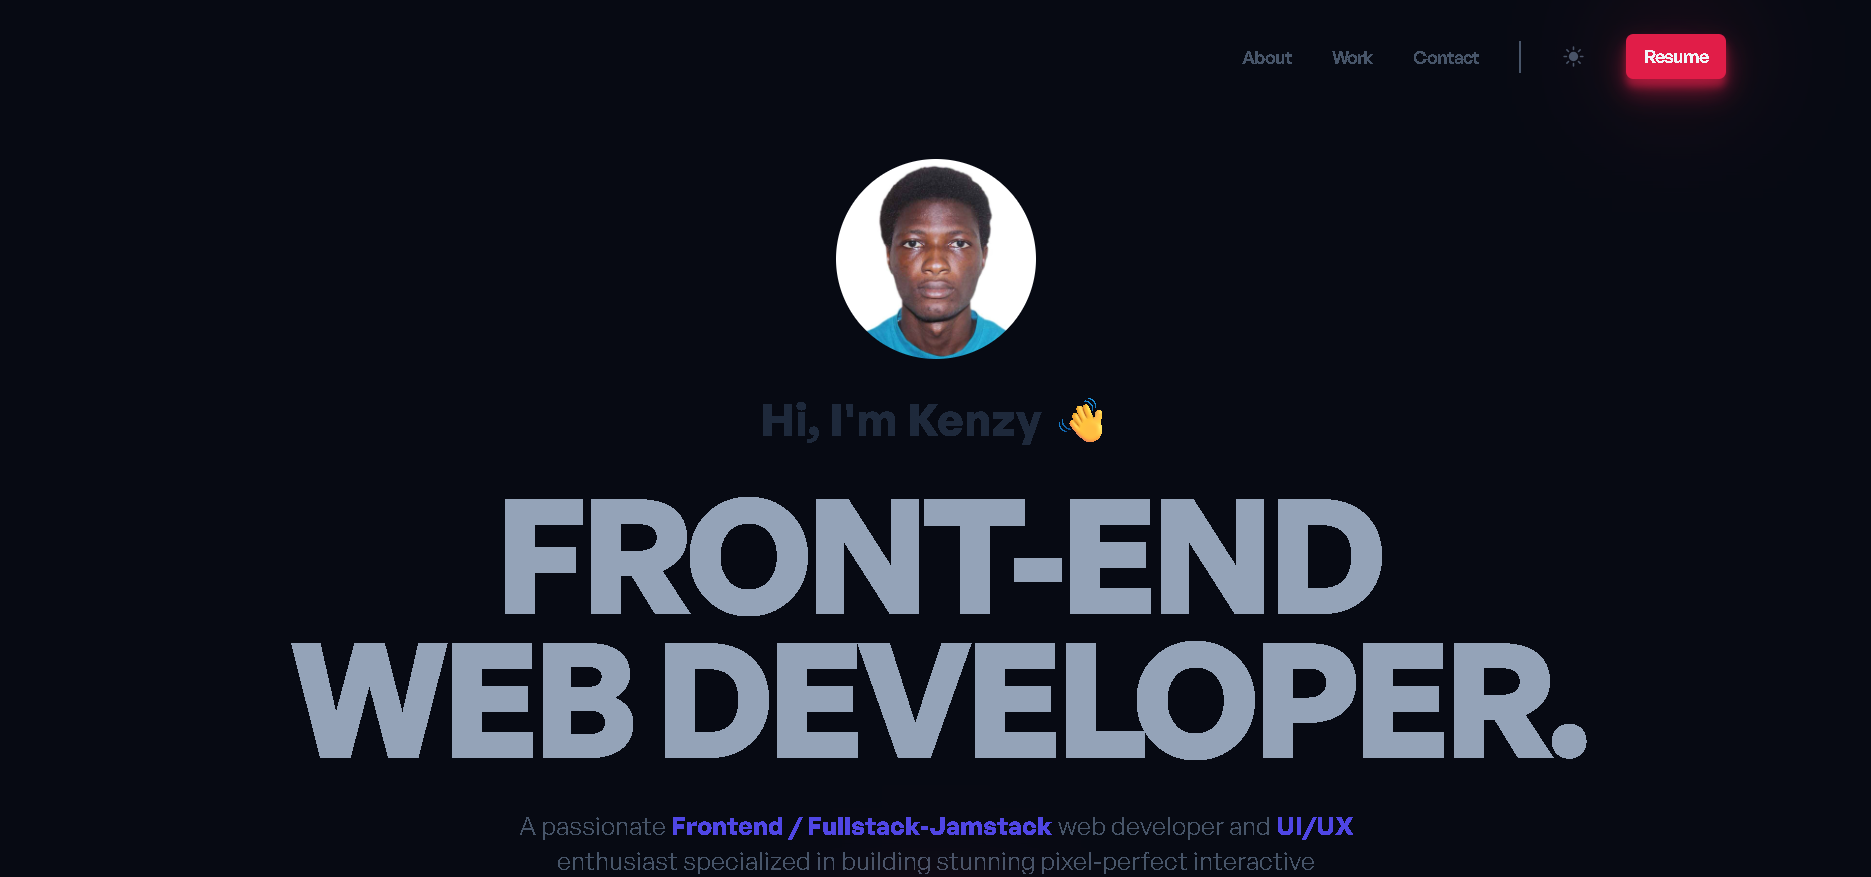 About Work Contact Resume
Hi, I'm Kenzy 👋
FRONT-END
WEB DEVELOPER.
A passionate Frontend / Fullstack-Jamstack web developer and UI/UX
enthusiast specialized in building stunning pixel-perfect interactive